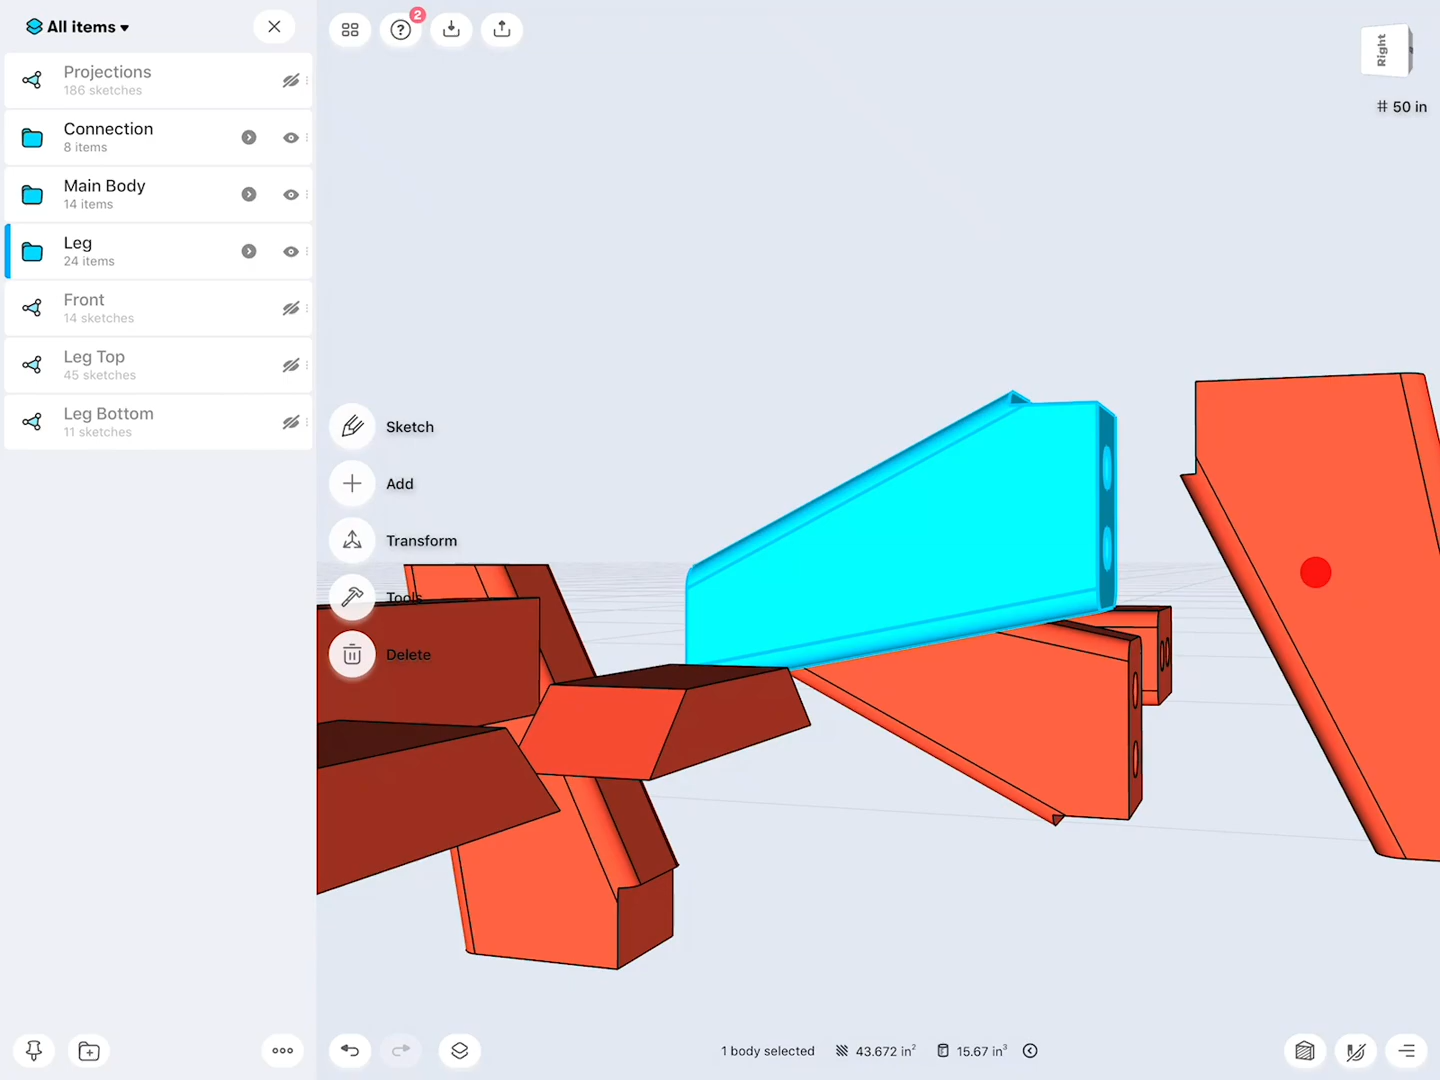 All items
Projections
186 sketches
Connection
8 items
Main Body
14 items
Leg
24 items
Front
14 sketches
Leg Top
45 sketches
Leg Bottom
11 sketches
2
Right
50 in
Sketch
Add
Transform
Tools
Delete
1 body selected
43.672 in²
15.67 in³